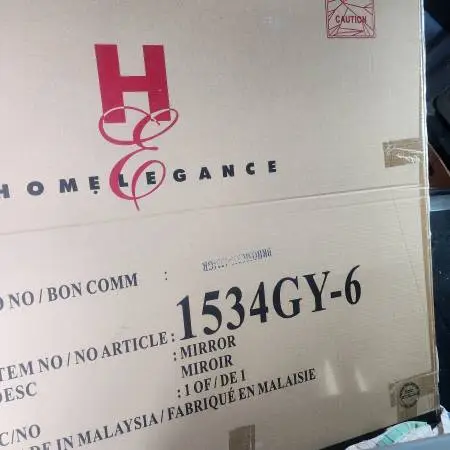 CAUTION
H
E
HOMELEGANCE
O NO / BON COMM :
1534GY-6
TEM NO / NO ARTICLE :
DESC : MIRROR
MIROIR
C/NO : 1 OF / DE 1
DE IN MALAYSIA / FABRIQUÉ EN MALAISIE